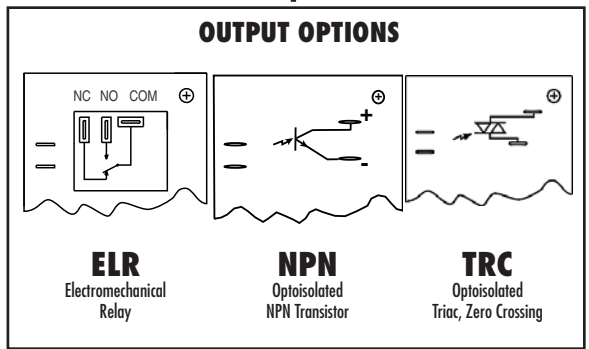 OUTPUT OPTIONS
NC NO COM
+
-
ELR
Electromechanical
Relay
NPN
Optoisolated
NPN Transistor
TRC
Optoisolated
Triac, Zero Crossing